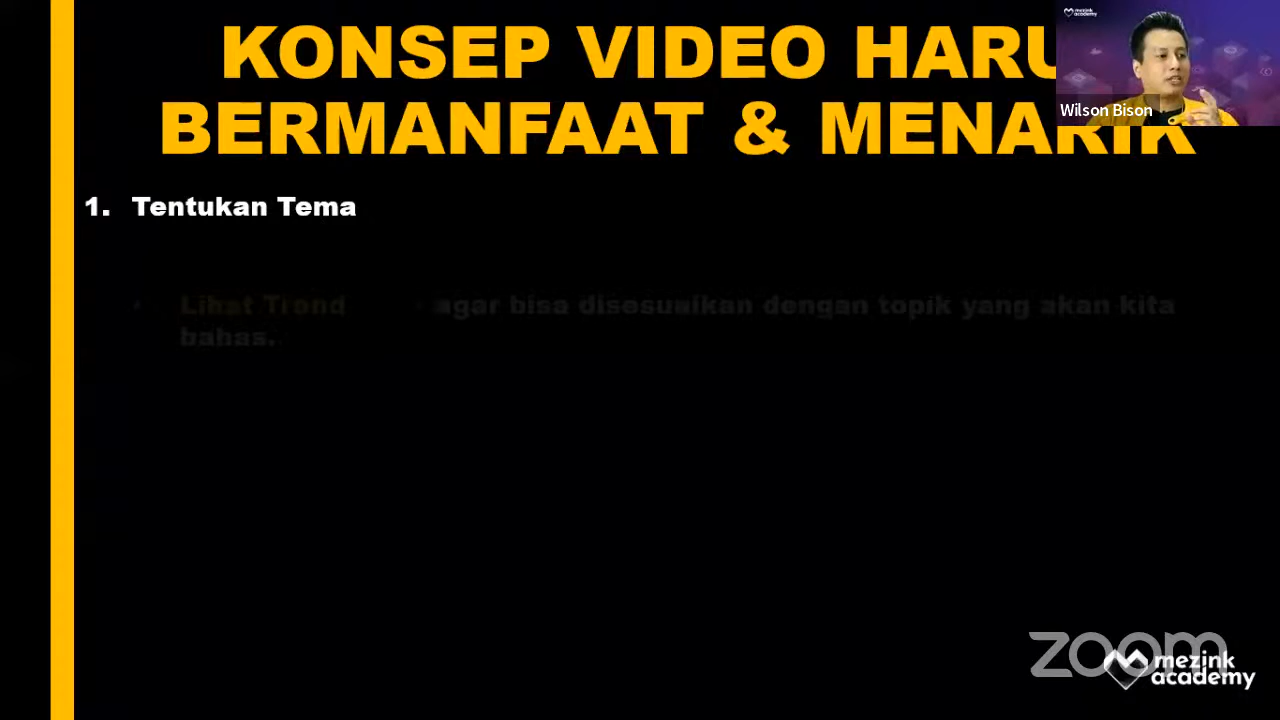 KONSEP VIDEO HARU
BERMANFAAT & MENARIK
mezink
academy
Wilson Bison
1. Tentukan Tema
• Lihat Trend - agar bisa disesuaikan dengan topik yang akan kita
bahas.
zoom
mezink
academy